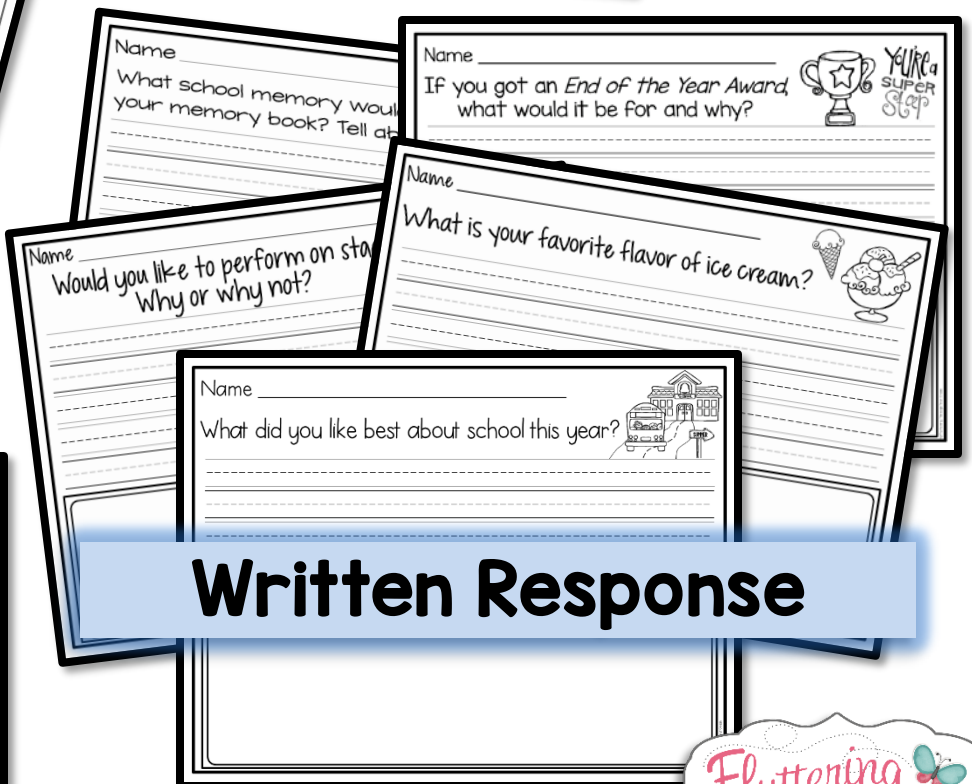 Name
What school memory
your memory book? Tell
Name
If you got an End of the Year Award,
what would it be for and why?
You're a
SUPER
Star
Name
Would you like to perform on
Why or why not?
Name
What is your favorite flavor of ice cream?
Name
What did you like best about school this year?
SUMMER
Written Response
Fluttering